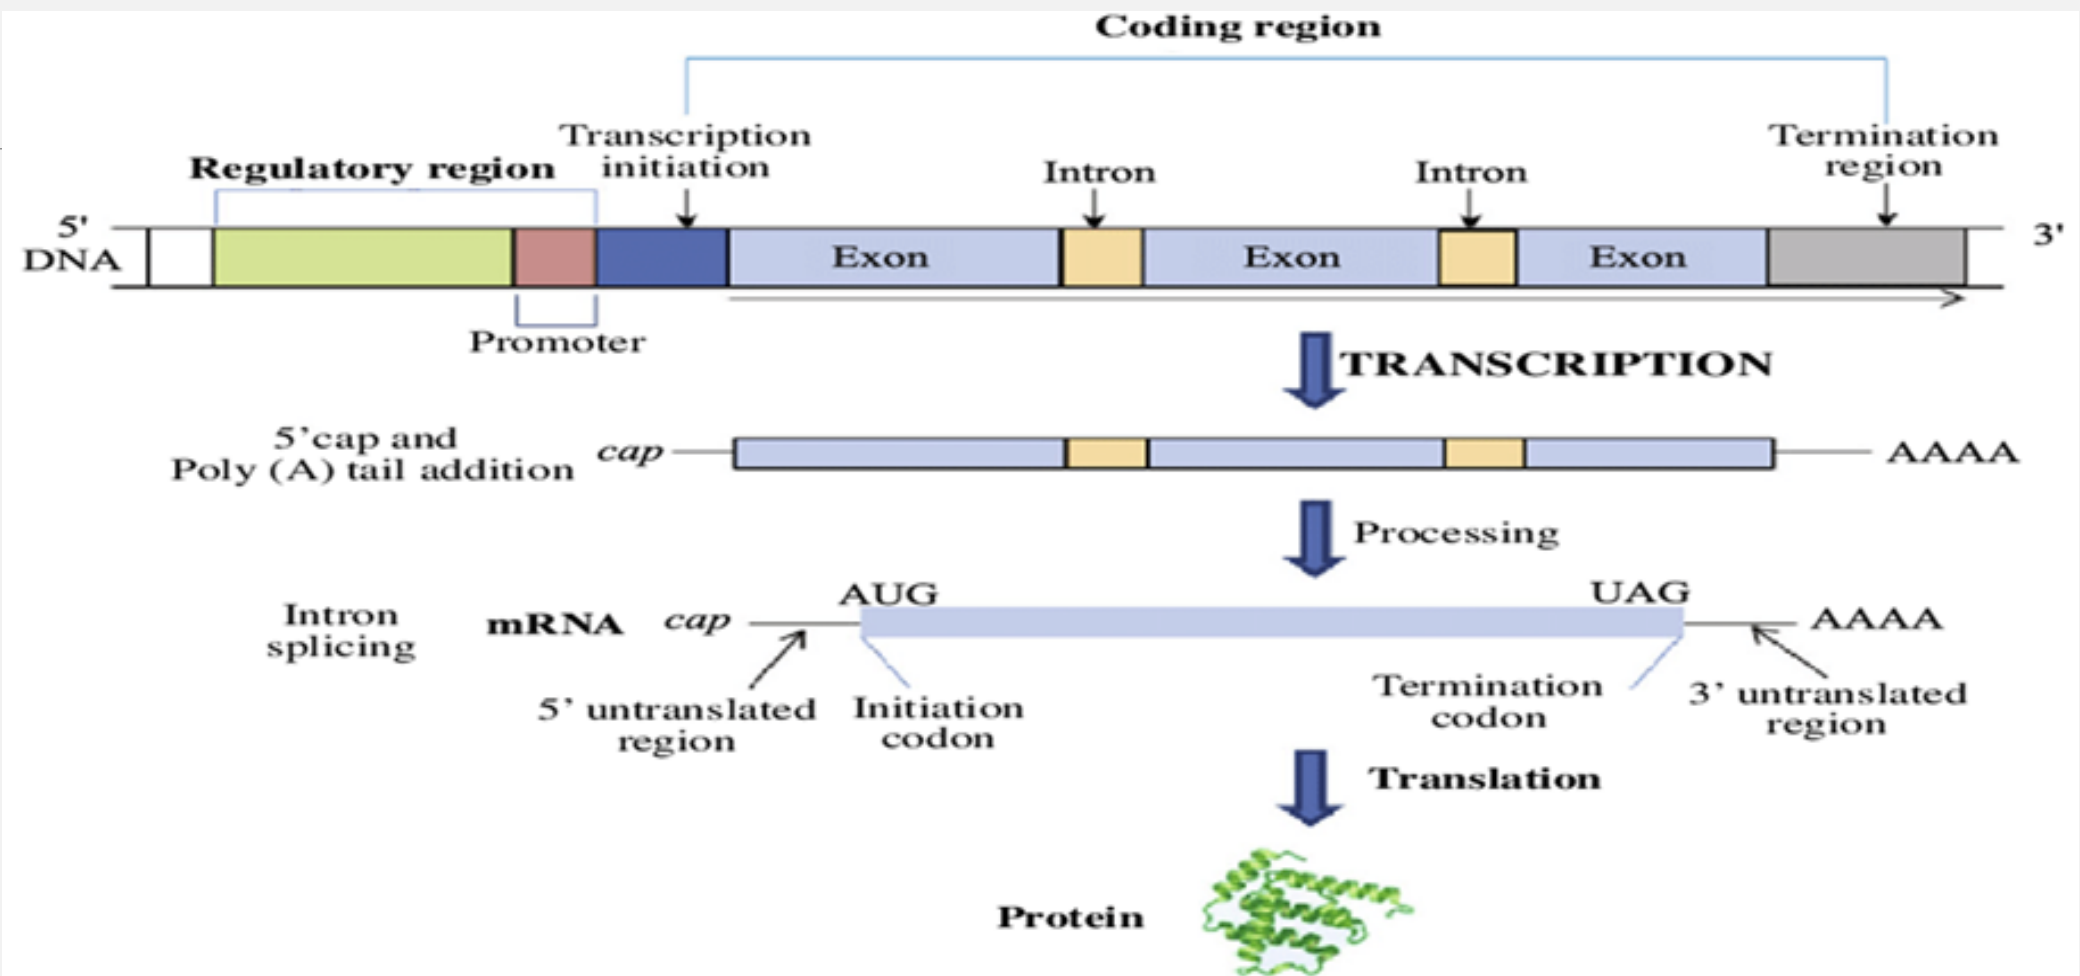 Coding region
Transcription
initiation
Termination
region
Regulatory region
Intron
Intron
5'
DNA
Exon
Exon
Exon
3'
Promoter
TRANSCRIPTION
5’cap and
Poly (A) tail addition
cap
AAAA
Processing
Intron
splicing
mRNA
cap
AUG
UAG
AAAA
5’ untranslated
region
Initiation
codon
Termination
codon
3’ untranslated
region
Translation
Protein